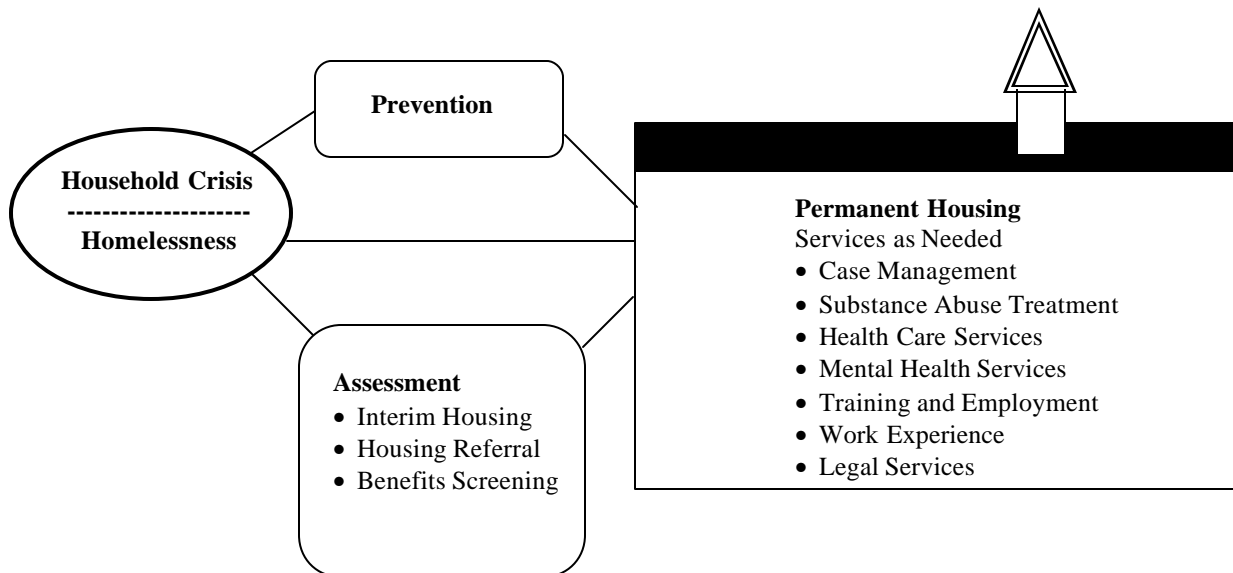 Prevention
Household Crisis
---------------------
Homelessness
Permanent Housing
Services as Needed
• Case Management
• Substance Abuse Treatment
• Health Care Services
• Mental Health Services
• Training and Employment
• Work Experience
• Legal Services
Assessment
• Interim Housing
• Housing Referral
• Benefits Screening